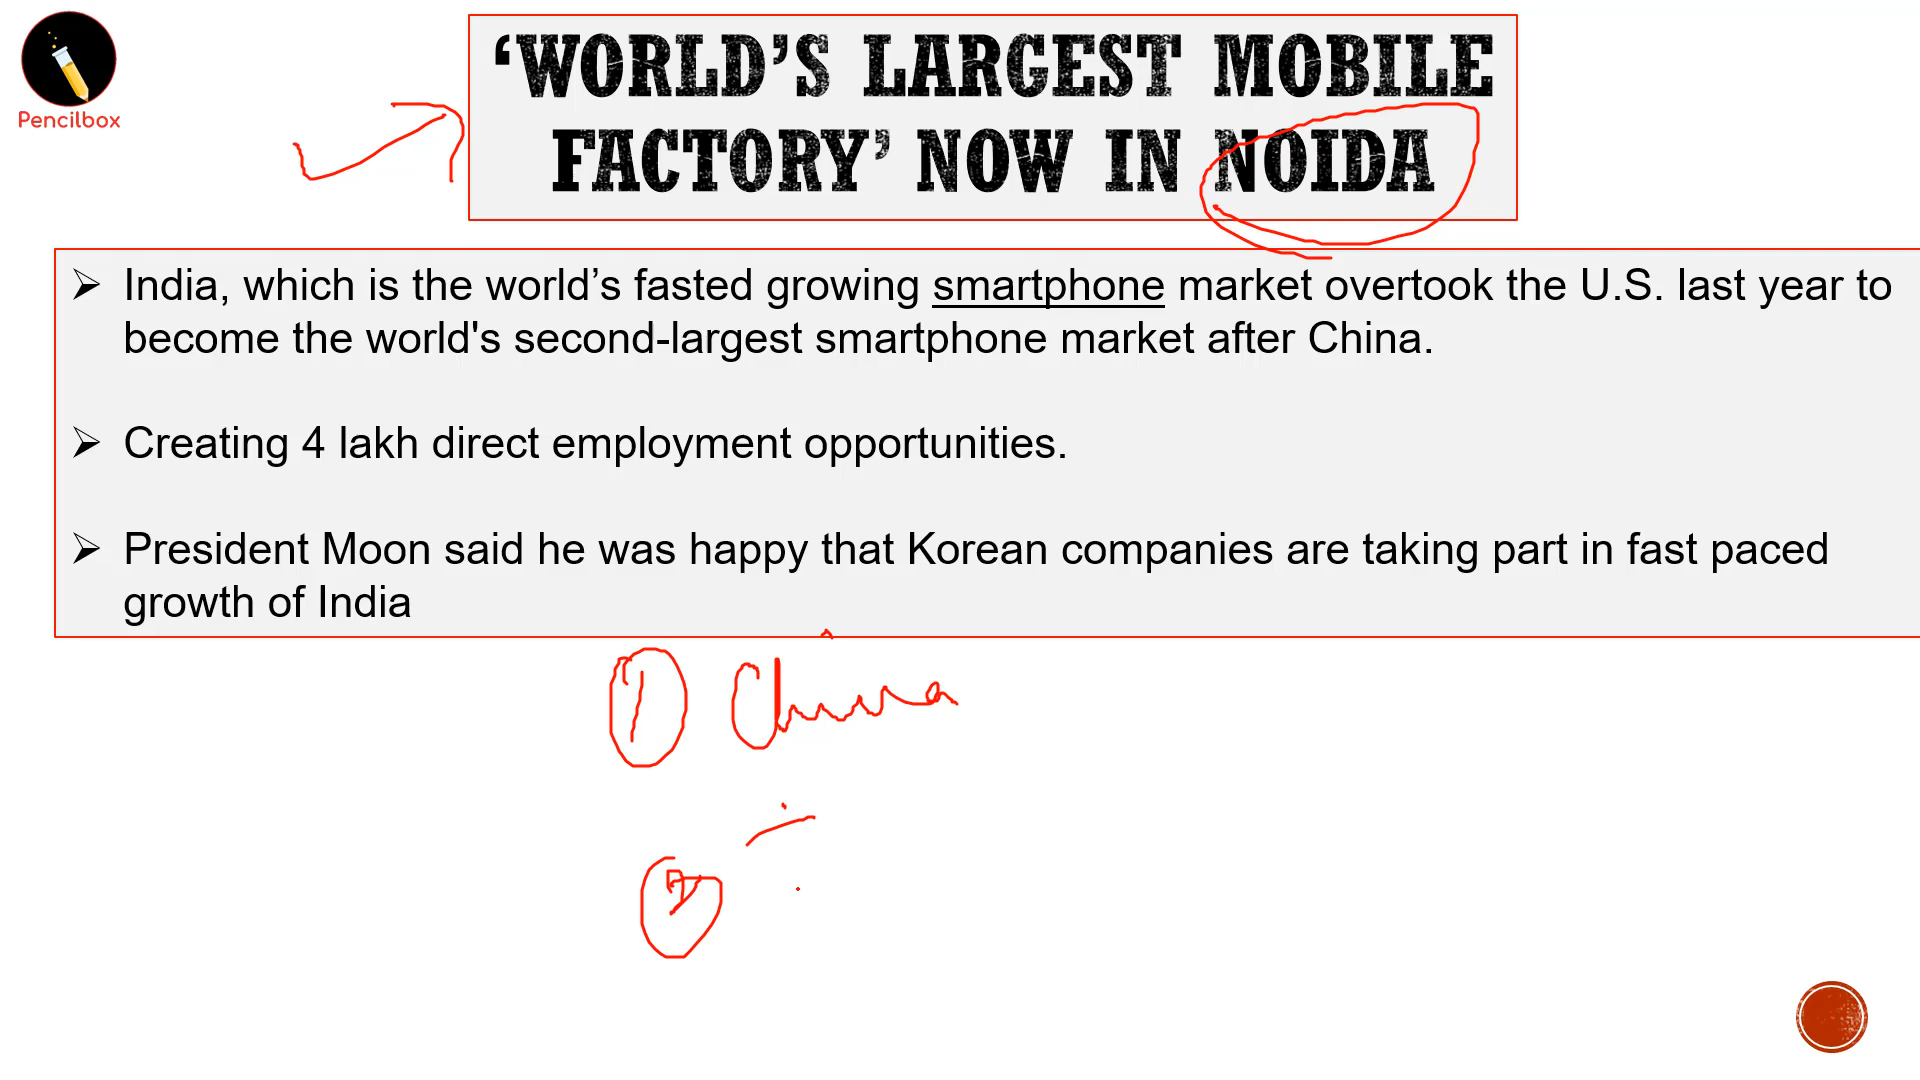 Pencilbox
‘WORLD’S LARGEST MOBILE
FACTORY’ NOW IN NOIDA
➢ India, which is the world’s fasted growing smartphone market overtook the U.S. last year to
become the world's second-largest smartphone market after China.
➢ Creating 4 lakh direct employment opportunities.
➢ President Moon said he was happy that Korean companies are taking part in fast paced
growth of India
1 China
2